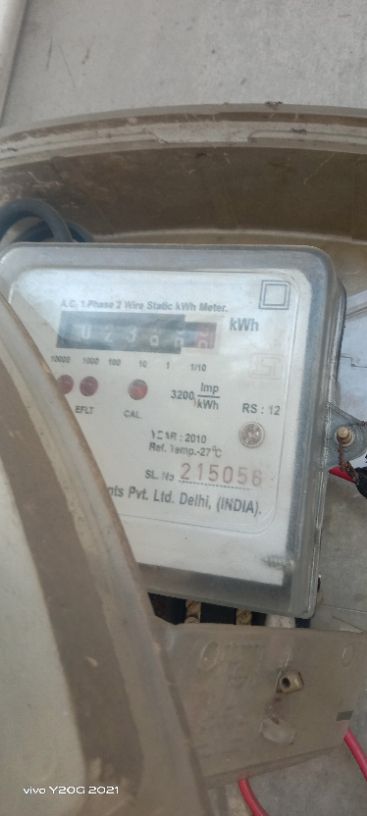 A.C. 1 Phase 2 Wire Static kWh Meter.
kWh
10000 1000 100 10 1 1/10
EFLT CAL. 3200 Imp/kWh RS : 12
YEAR : 2010
Ref. Temp.-27°C
SL. No 215056
nts Pvt. Ltd. Delhi, (INDIA).
vivo Y20G 2021